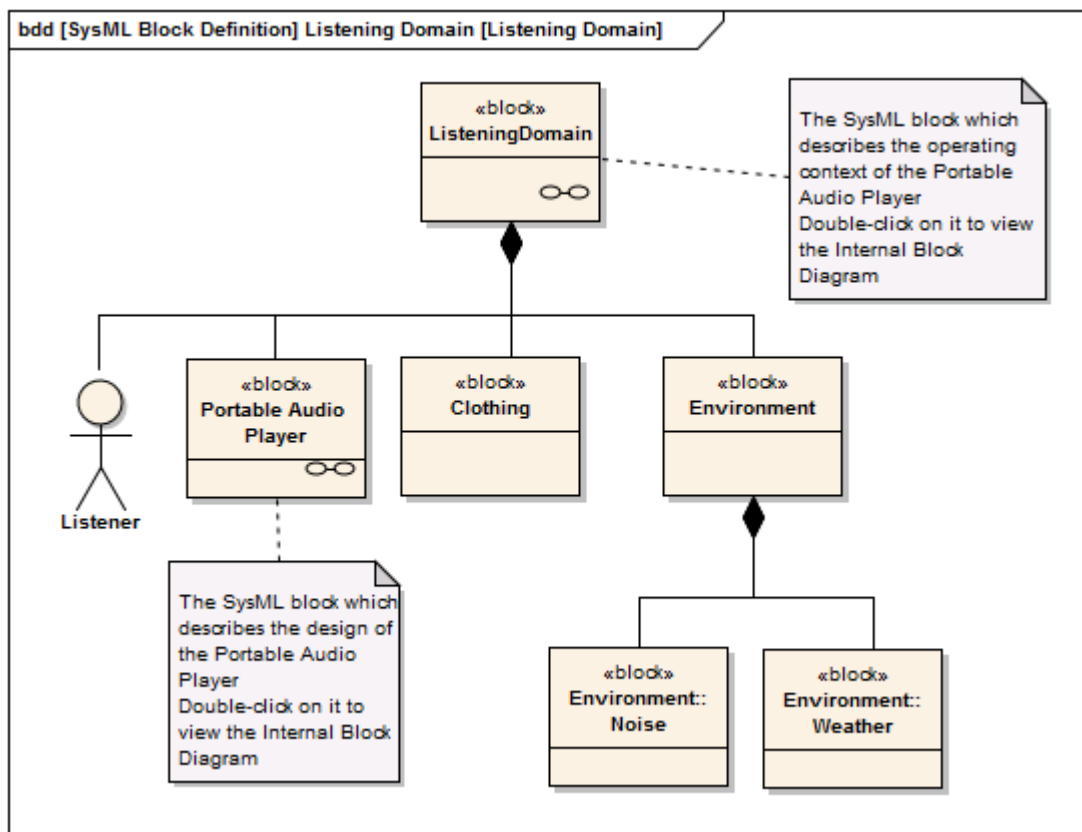 bdd [SysML Block Definition] Listening Domain [Listening Domain]
«block»
ListeningDomain
The SysML block which
describes the operating
context of the Portable
Audio Player
Double-click on it to view
the Internal Block
Diagram
Listener
«block»
Portable Audio
Player
«block»
Clothing
«block»
Environment
The SysML block which
describes the design of
the Portable Audio
Player
Double-click on it to
view the Internal Block
Diagram
«block»
Environment::
Noise
«block»
Environment::
Weather